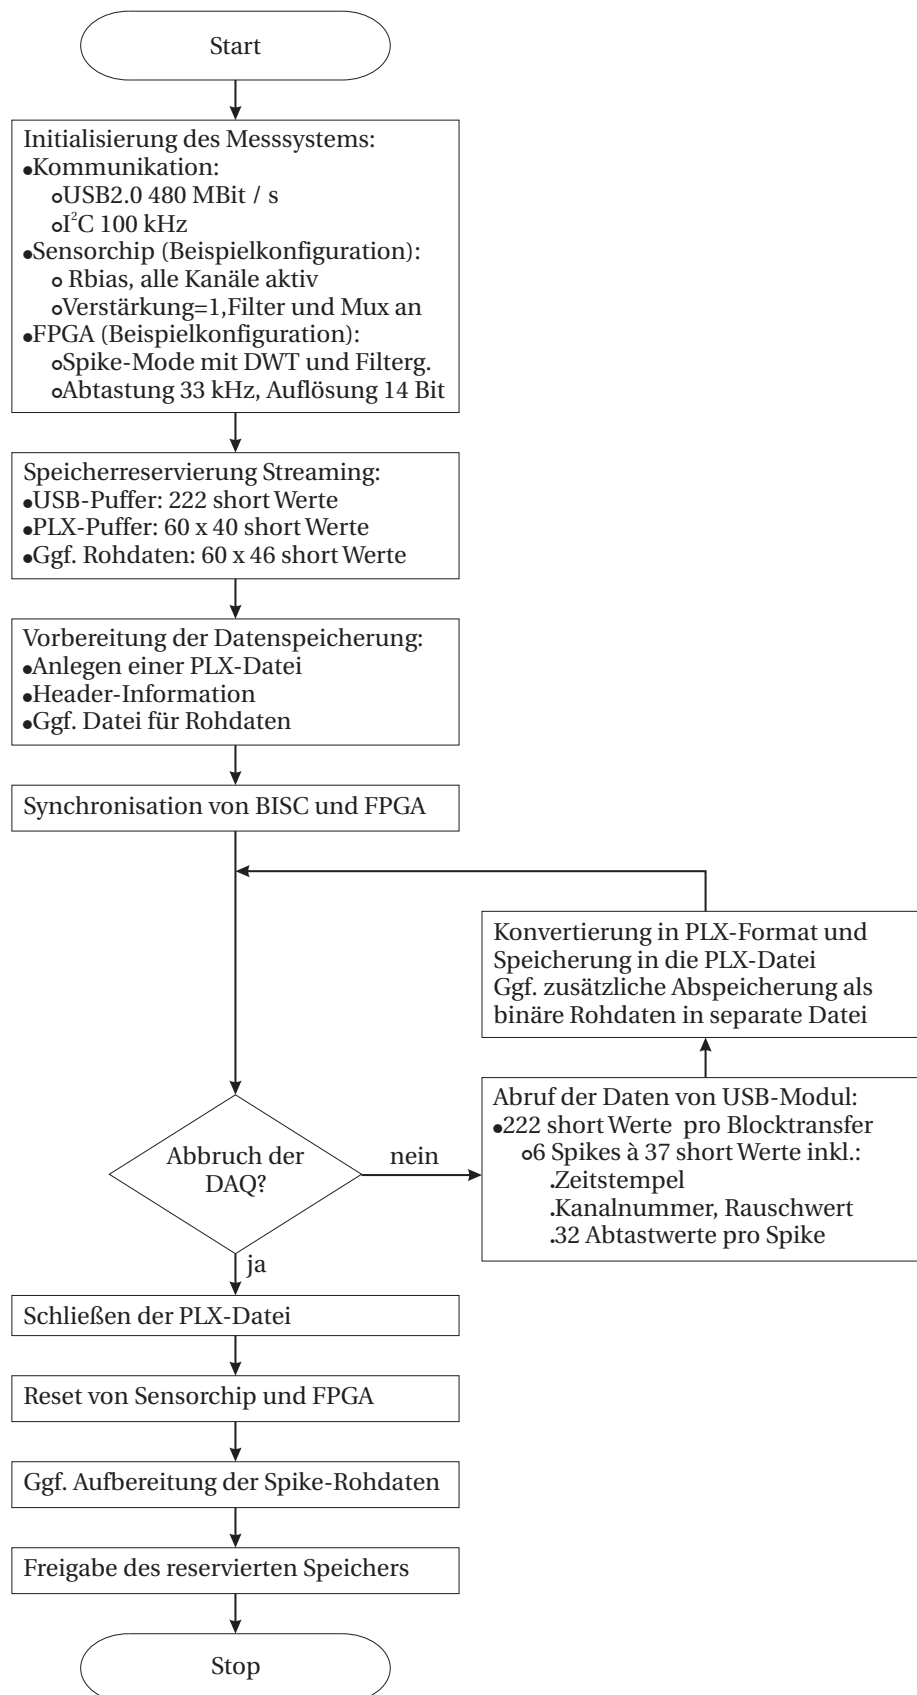 Start
Initialisierung des Messsystems:
•Kommunikation:
∘USB2.0 480 MBit / s
∘I²C 100 kHz
•Sensorchip (Beispielkonfiguration):
∘ Rbias, alle Kanäle aktiv
∘Verstärkung=1,Filter und Mux an
•FPGA (Beispielkonfiguration):
∘Spike-Mode mit DWT und Filterg.
∘Abtastung 33 kHz, Auflösung 14 Bit
Speicherreservierung Streaming:
•USB-Puffer: 222 short Werte
•PLX-Puffer: 60 x 40 short Werte
•Ggf. Rohdaten: 60 x 46 short Werte
Vorbereitung der Datenspeicherung:
•Anlegen einer PLX-Datei
•Header-Information
•Ggf. Datei für Rohdaten
Synchronisation von BISC und FPGA
Konvertierung in PLX-Format und
Speicherung in die PLX-Datei
Ggf. zusätzliche Abspeicherung als
binäre Rohdaten in separate Datei
Abruf der Daten von USB-Modul:
•222 short Werte pro Blocktransfer
∘6 Spikes à 37 short Werte inkl.:
.Zeitstempel
.Kanalnummer, Rauschwert
.32 Abtastwerte pro Spike
Abbruch der
DAQ?
nein
ja
Schließen der PLX-Datei
Reset von Sensorchip und FPGA
Ggf. Aufbereitung der Spike-Rohdaten
Freigabe des reservierten Speichers
Stop